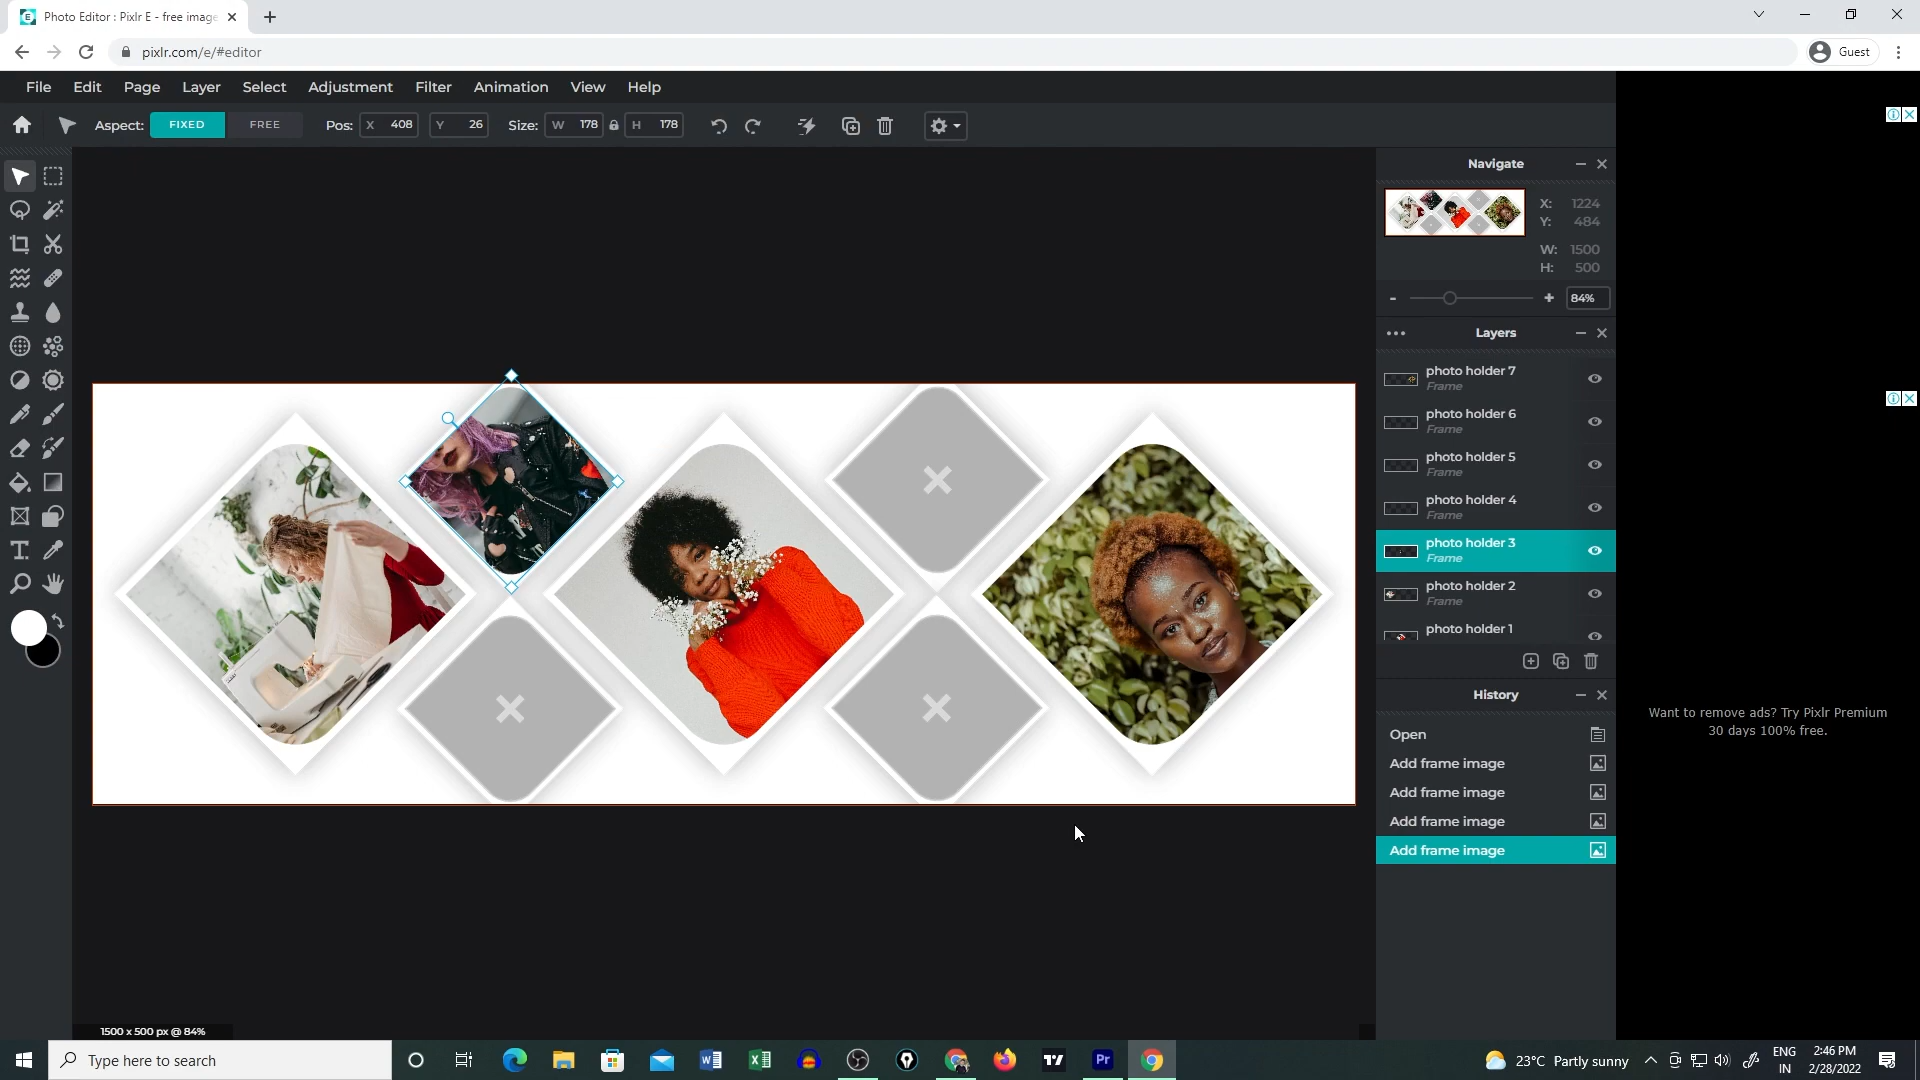 Photo Editor : Pixlr E - free image
pixlr.com/e/#editor
Guest
File Edit Page Layer Select Adjustment Filter Animation View Help
Aspect: FIXED FREE Pos: X 408 Y 26 Size: W 178 H 178
Navigate
X: 1224
Y: 484
W: 1500
H: 500
- + 84%
Layers
photo holder 7
Frame
photo holder 6
Frame
photo holder 5
Frame
photo holder 4
Frame
photo holder 3
Frame
photo holder 2
Frame
photo holder 1
History
Open
Add frame image
Add frame image
Add frame image
Add frame image
Want to remove ads? Try Pixlr Premium
30 days 100% free.
1500 x 500 px @ 84%
Type here to search
23°C Partly sunny
ENG
IN
2:46 PM
2/28/2022